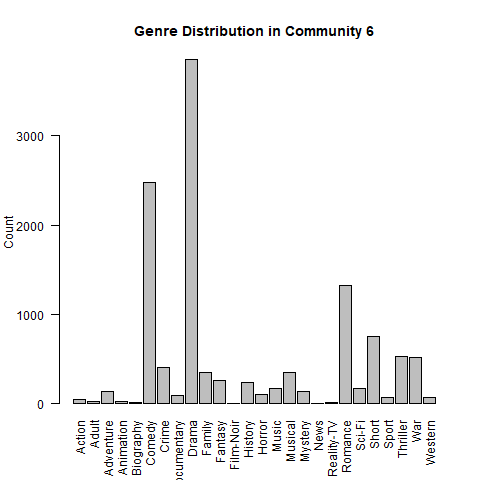 Genre Distribution in Community 6
Count
3000
2000
1000
0
Action
Adult
Adventure
Animation
Biography
Comedy
Crime
ocumentary
Drama
Family
Fantasy
Film-Noir
History
Horror
Music
Musical
Mystery
News
Reality-TV
Romance
Sci-Fi
Short
Sport
Thriller
War
Western